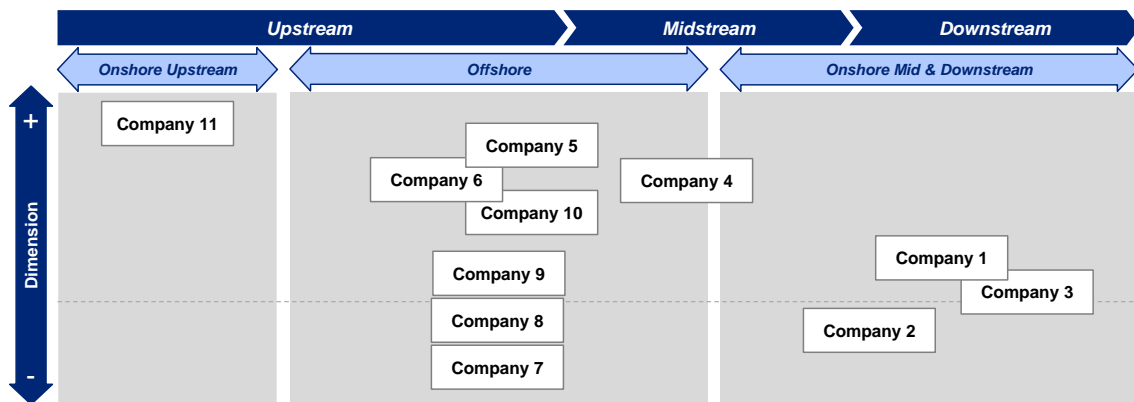 Upstream
Midstream
Downstream
Onshore Upstream
Offshore
Onshore Mid & Downstream
+
Dimension
-
Company 11
Company 5
Company 6
Company 4
Company 10
Company 1
Company 9
Company 3
Company 8
Company 2
Company 7